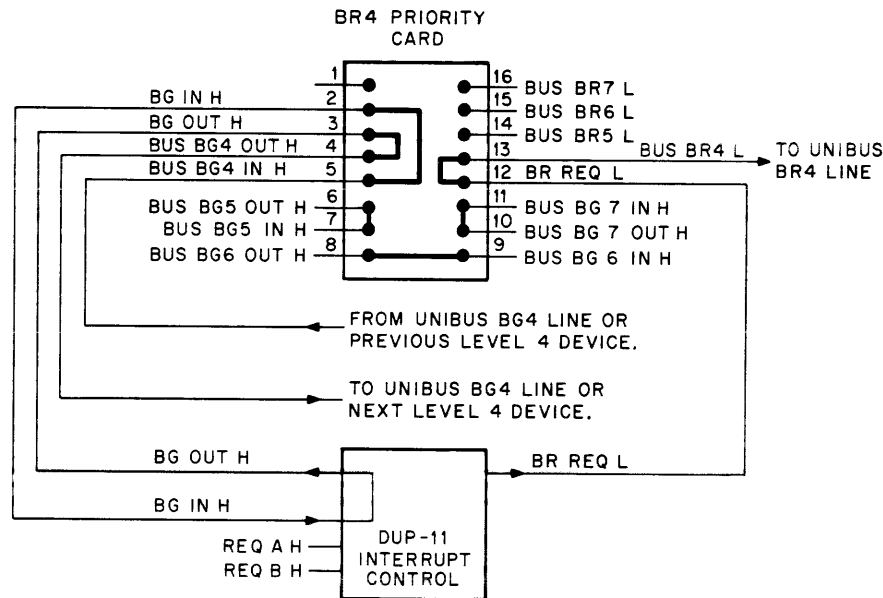 BR4 PRIORITY
CARD
1
16
BUS BR7 L
BG IN H
2
15
BUS BR6 L
BG OUT H
3
14
BUS BR5 L
BUS BG4 OUT H
4
13
BUS BR4 L
TO UNIBUS
BR4 LINE
BUS BG4 IN H
5
12
BR REQ L
BUS BG5 OUT H
6
11
BUS BG 7 IN H
BUS BG5 IN H
7
10
BUS BG 7 OUT H
BUS BG6 OUT H
8
9
BUS BG 6 IN H
FROM UNIBUS BG4 LINE OR
PREVIOUS LEVEL 4 DEVICE.
TO UNIBUS BG4 LINE OR
NEXT LEVEL 4 DEVICE.
BG OUT H
BR REQ L
BG IN H
REQ A H
REQ B H
DUP-11
INTERRUPT
CONTROL